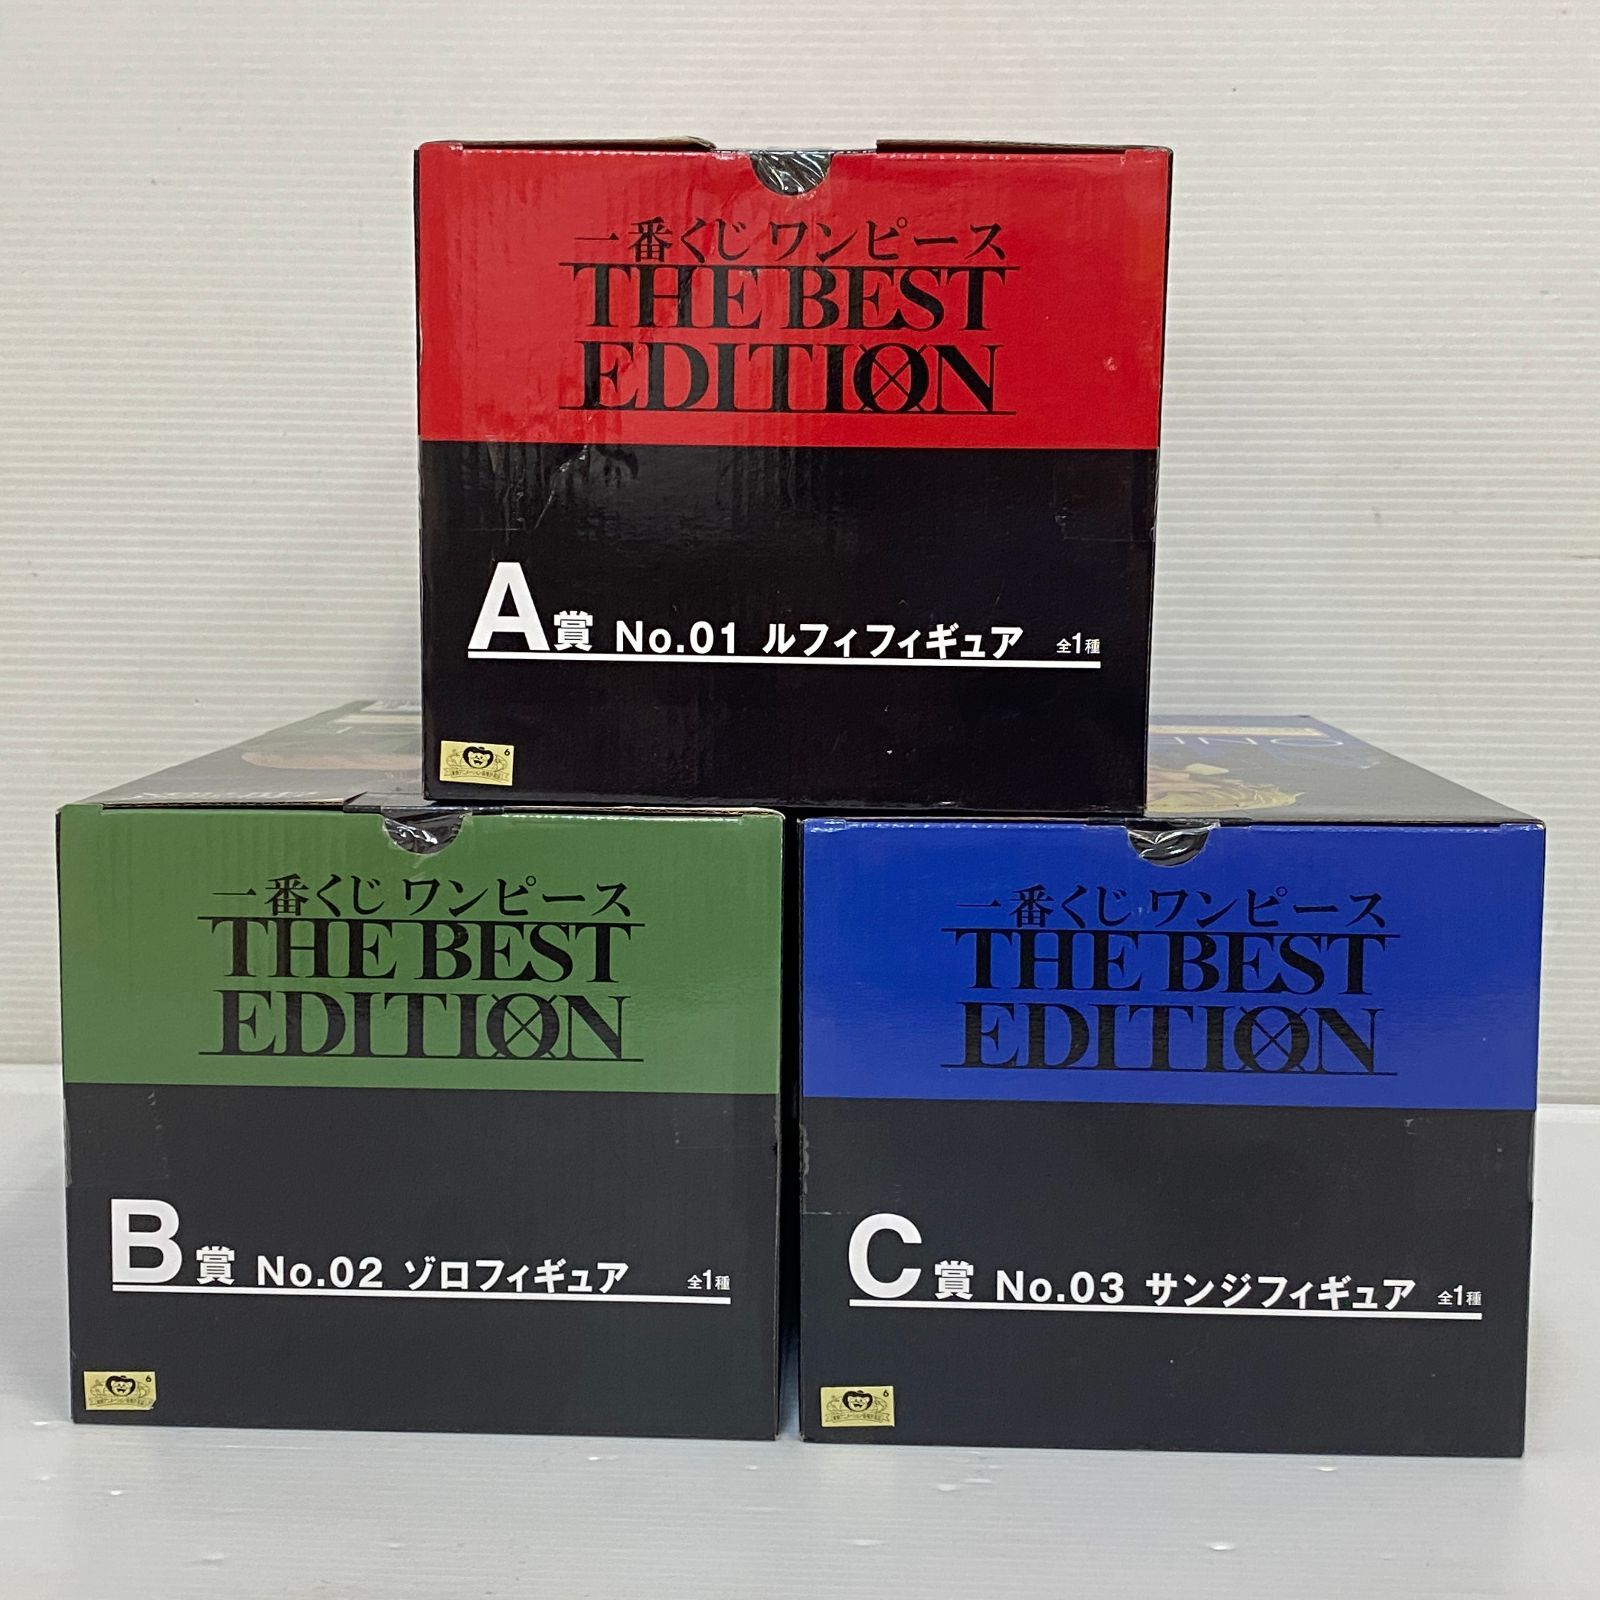 一番くじ ワンピース
THE BEST
EDITION
A賞 No.01 ルフィフィギュア 全1種
6
一番くじ ワンピース
THE BEST
EDITION
B賞 No.02 ゾロフィギュア 全1種
6
一番くじ ワンピース
THE BEST
EDITION
C賞 No.03 サンジフィギュア 全1種
6